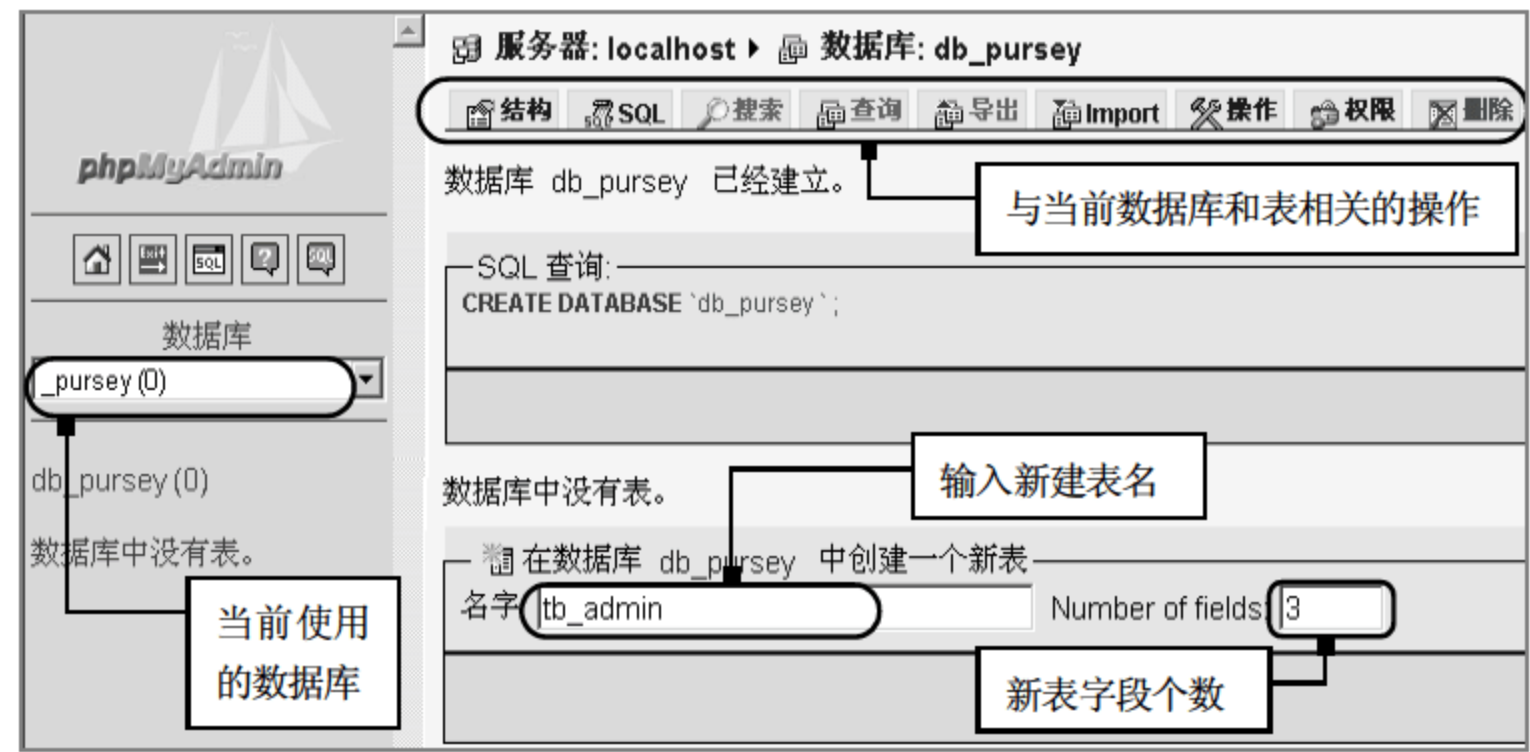 服务器: localhost ▸ 数据库: db_pursey
结构 SQL 搜索 查询 导出 Import 操作 权限 删除
phpMyAdmin
数据库 db_pursey 已经建立。
与当前数据库和表相关的操作
Exit SQL ? SQL
SQL 查询:
CREATE DATABASE `db_pursey` ;
数据库
_pursey (0)
db_pursey (0)
数据库中没有表。
当前使用
的数据库
输入新建表名
数据库中没有表。
在数据库 db_pursey 中创建一个新表
名字 tb_admin Number of fields: 3
新表字段个数